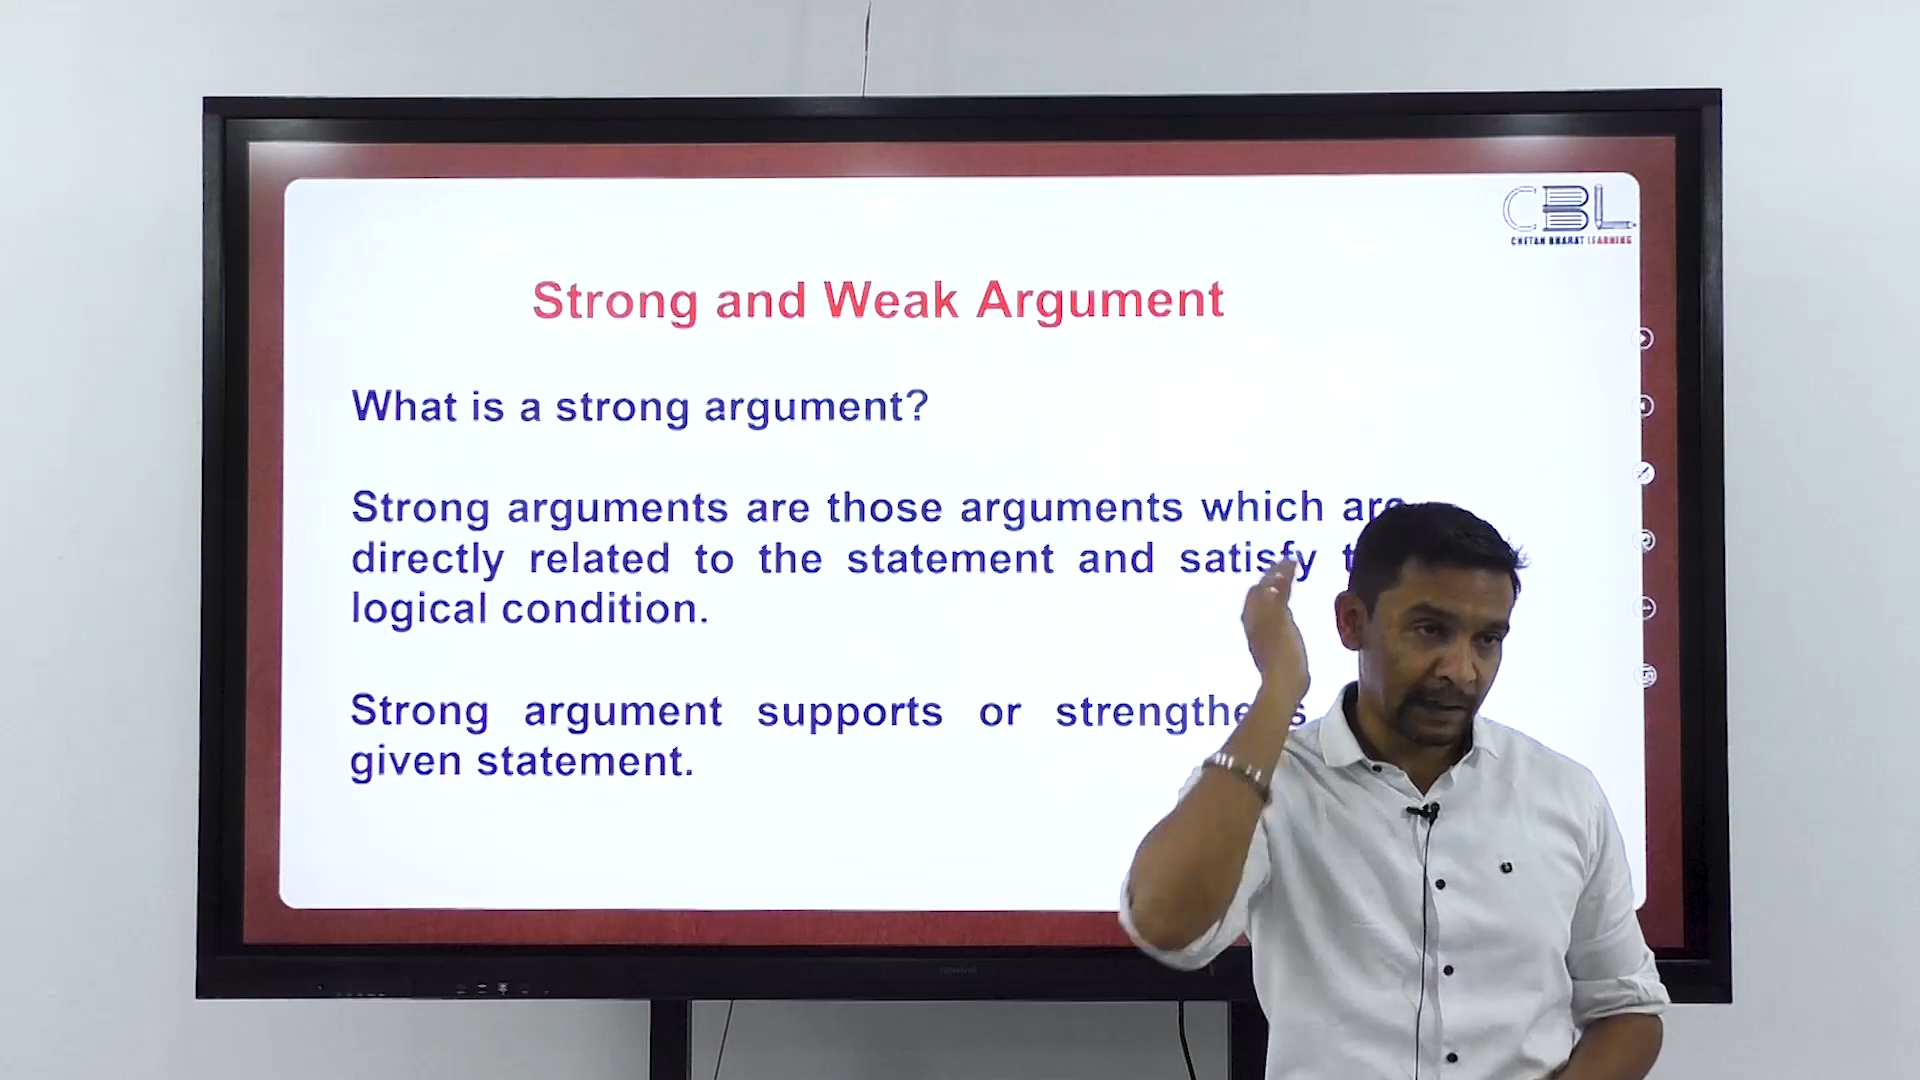 CBL
CHETAN BHARAT LEARNING
Strong and Weak Argument
What is a strong argument?
Strong arguments are those arguments which are
directly related to the statement and satisfy
logical condition.
Strong argument supports or strengthens
given statement.